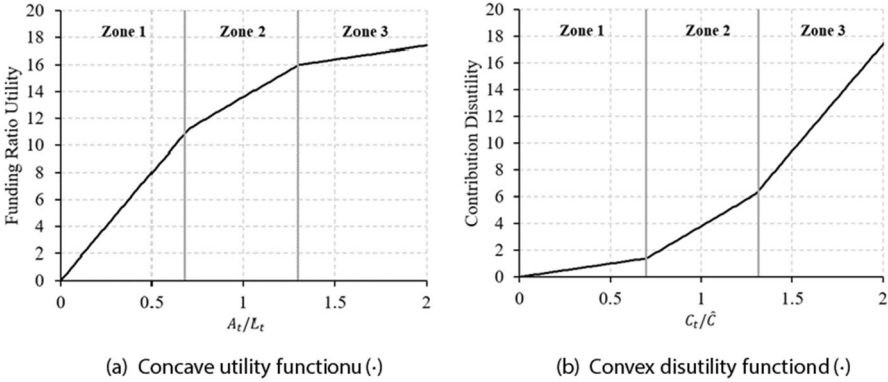 20
18
16
14
12
10
8
6
4
2
0
Funding Ratio Utility
Zone 1 Zone 2 Zone 3
0 0.5 1 1.5 2
A_t/L_t
(a) Concave utility functionu (·)
20
18
16
14
12
10
8
6
4
2
0
Contribution Disutility
Zone 1 Zone 2 Zone 3
0 0.5 1 1.5 2
C_t/Ĉ
(b) Convex disutility functiond (·)